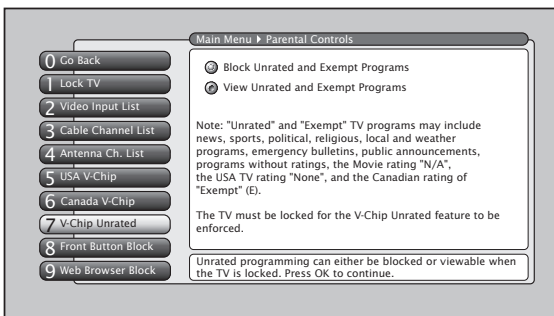 Main Menu ▸ Parental Controls
0 Go Back
1 Lock TV
2 Video Input List
3 Cable Channel List
4 Antenna Ch. List
5 USA V-Chip
6 Canada V-Chip
7 V-Chip Unrated
8 Front Button Block
9 Web Browser Block
Block Unrated and Exempt Programs
View Unrated and Exempt Programs
Note: "Unrated" and "Exempt" TV programs may include
news, sports, political, religious, local and weather
programs, emergency bulletins, public announcements,
programs without ratings, the Movie rating "N/A",
the USA TV rating "None", and the Canadian rating of
"Exempt" (E).
The TV must be locked for the V-Chip Unrated feature to be
enforced.
Unrated programming can either be blocked or viewable when
the TV is locked. Press OK to continue.